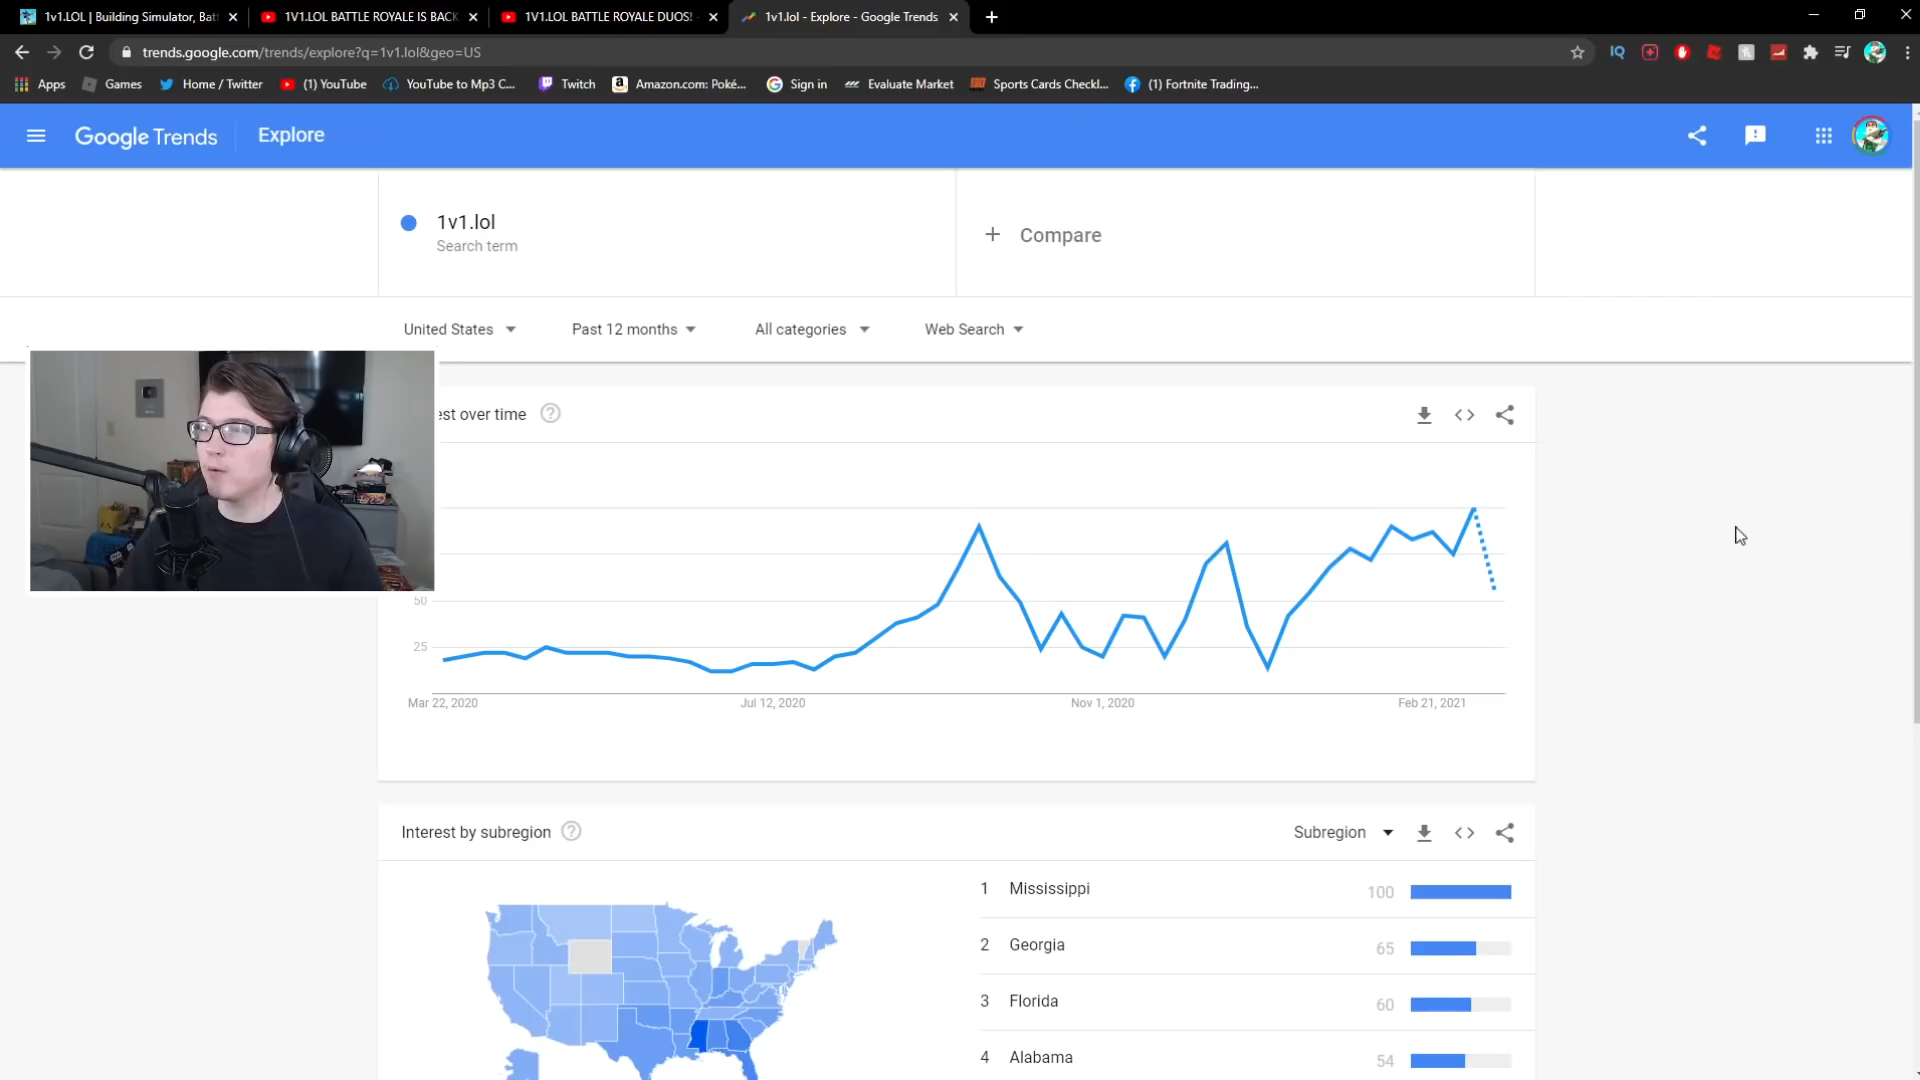 1v1.LOL | Building Simulator, Bat
1V1.LOL BATTLE ROYALE IS BACK
1V1.LOL BATTLE ROYALE DUOS! -
1v1.lol - Explore - Google Trends
trends.google.com/trends/explore?q=1v1.lol&geo=US
IQ
Apps
Games
Home / Twitter
(1) YouTube
YouTube to Mp3 C...
Twitch
Amazon.com: Poké...
Sign in
Evaluate Market
Sports Cards Checkl...
(1) Fortnite Trading...
Google Trends
Explore
1v1.lol
Search term
+ Compare
United States
Past 12 months
All categories
Web Search
est over time
50
25
Mar 22, 2020
Jul 12, 2020
Nov 1, 2020
Feb 21, 2021
Interest by subregion
Subregion
1 Mississippi 100
2 Georgia 65
3 Florida 60
4 Alabama 54